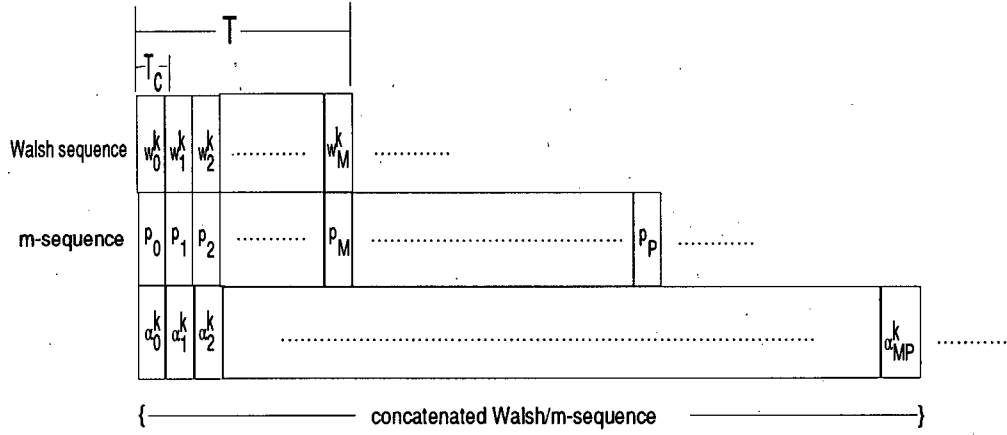 T
T_c
Walsh sequence w_0^k w_1^k w_2^k .......... w_M^k ..........
m-sequence p_0 p_1 p_2 .......... p_M .......... p_P ..........
α_0^k α_1^k α_2^k .......... α_MP^k ..........
{ concatenated Walsh/m-sequence }